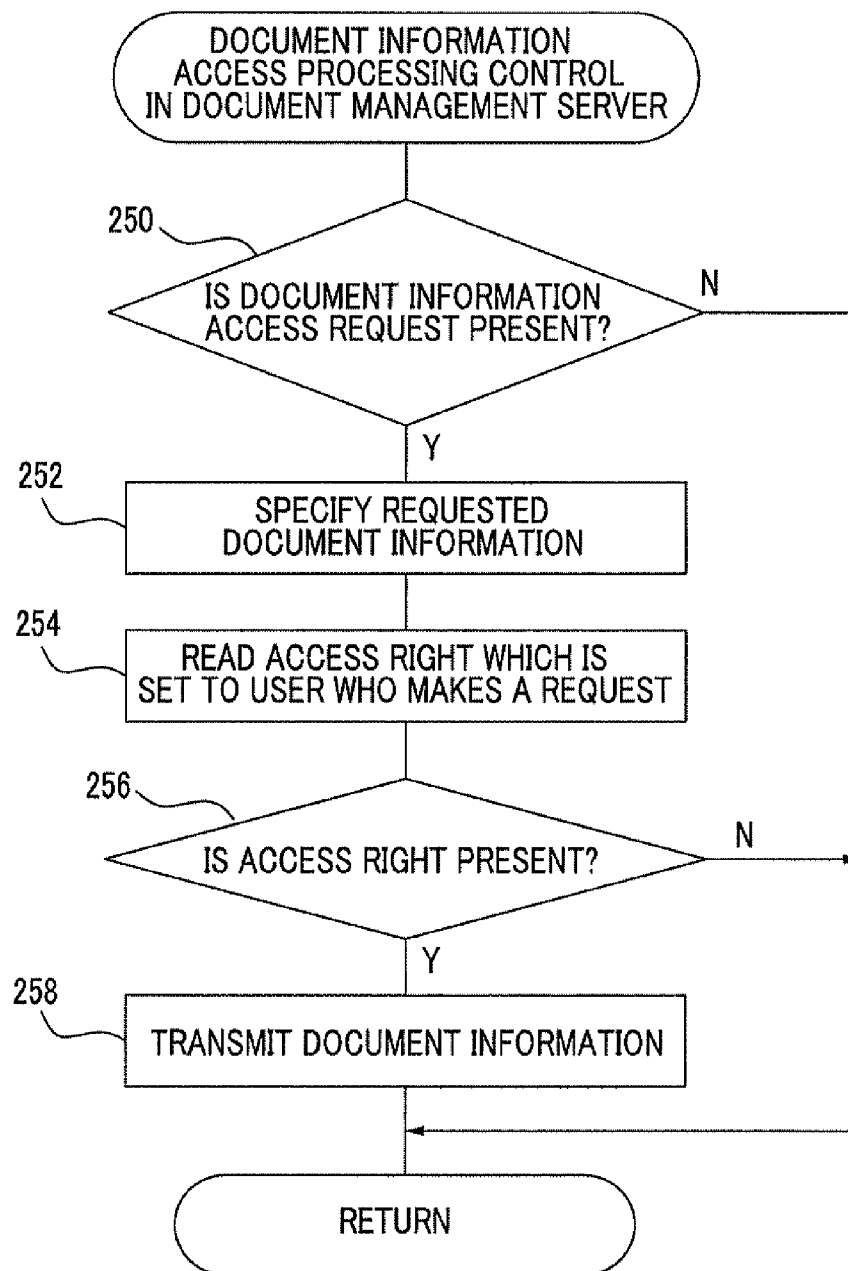 DOCUMENT INFORMATION
ACCESS PROCESSING CONTROL
IN DOCUMENT MANAGEMENT SERVER
250
IS DOCUMENT INFORMATION
ACCESS REQUEST PRESENT?
N
Y
252
SPECIFY REQUESTED
DOCUMENT INFORMATION
254
READ ACCESS RIGHT WHICH IS
SET TO USER WHO MAKES A REQUEST
256
IS ACCESS RIGHT PRESENT?
N
Y
258
TRANSMIT DOCUMENT INFORMATION
RETURN